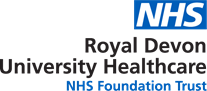 NHS
Royal Devon
University Healthcare
NHS Foundation Trust